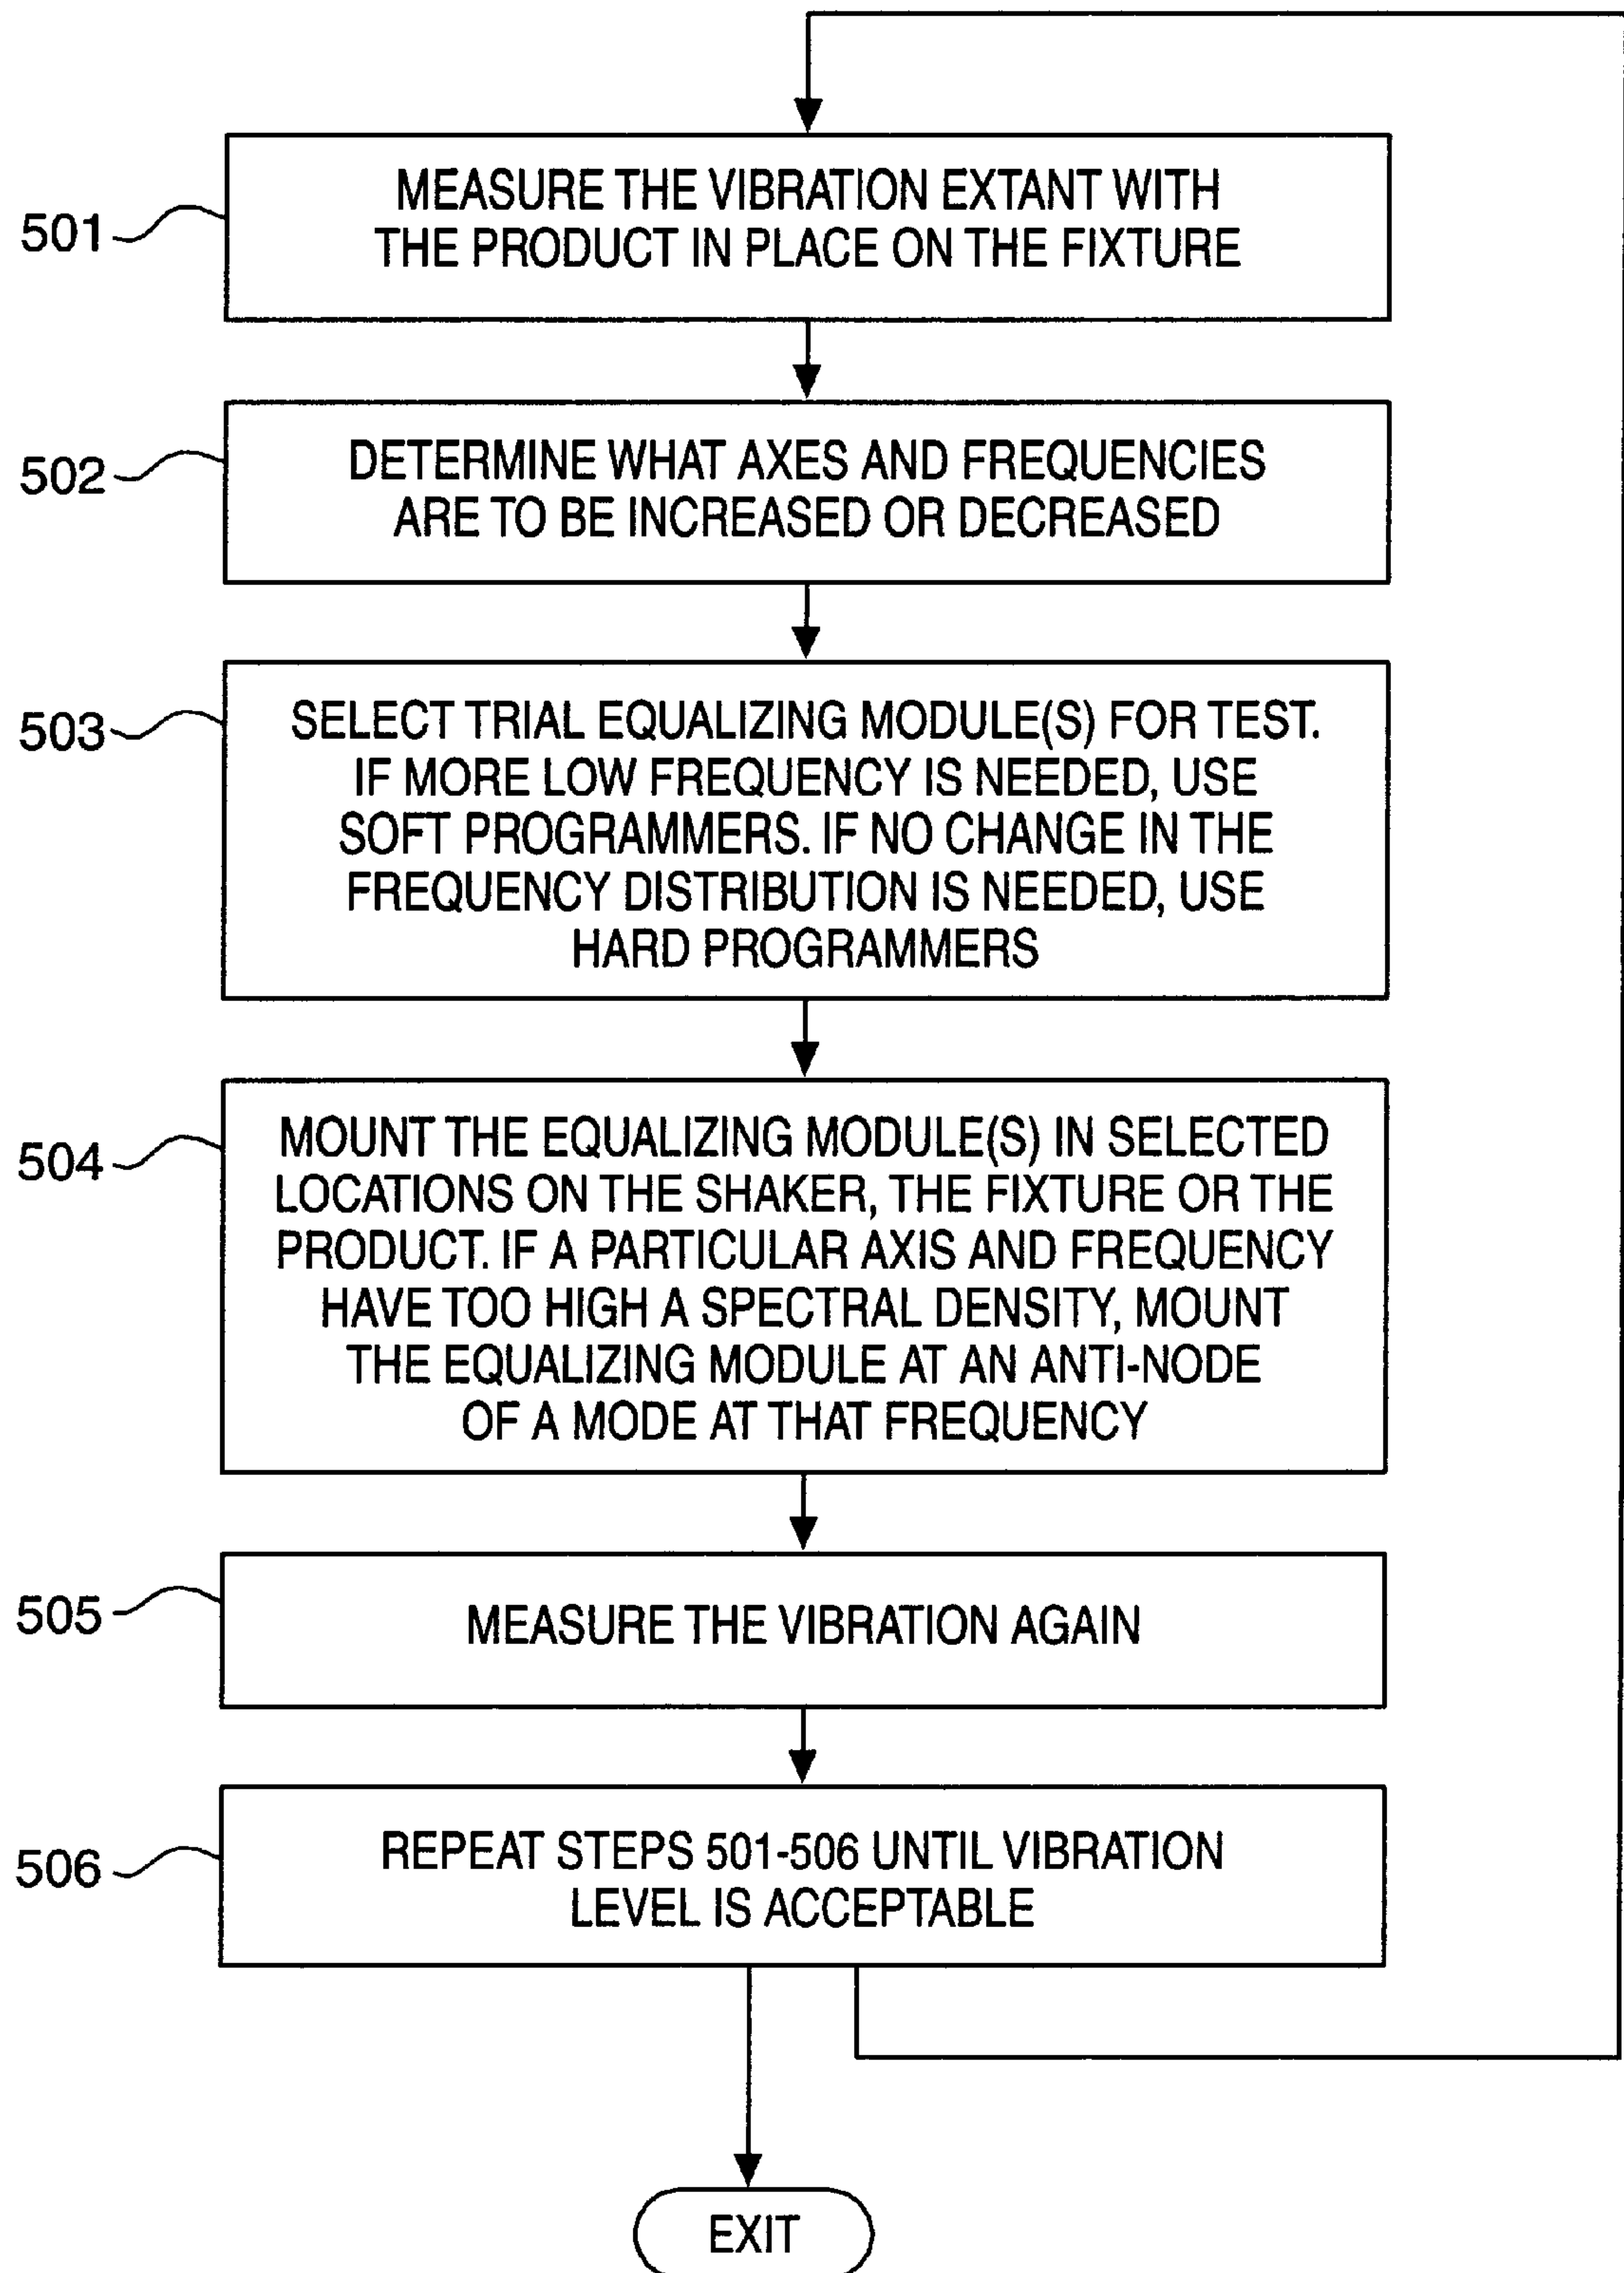 501
MEASURE THE VIBRATION EXTANT WITH
THE PRODUCT IN PLACE ON THE FIXTURE
502
DETERMINE WHAT AXES AND FREQUENCIES
ARE TO BE INCREASED OR DECREASED
503
SELECT TRIAL EQUALIZING MODULE(S) FOR TEST.
IF MORE LOW FREQUENCY IS NEEDED, USE
SOFT PROGRAMMERS. IF NO CHANGE IN THE
FREQUENCY DISTRIBUTION IS NEEDED, USE
HARD PROGRAMMERS
504
MOUNT THE EQUALIZING MODULE(S) IN SELECTED
LOCATIONS ON THE SHAKER, THE FIXTURE OR THE
PRODUCT. IF A PARTICULAR AXIS AND FREQUENCY
HAVE TOO HIGH A SPECTRAL DENSITY, MOUNT
THE EQUALIZING MODULE AT AN ANTI-NODE
OF A MODE AT THAT FREQUENCY
505
MEASURE THE VIBRATION AGAIN
506
REPEAT STEPS 501-506 UNTIL VIBRATION
LEVEL IS ACCEPTABLE
EXIT